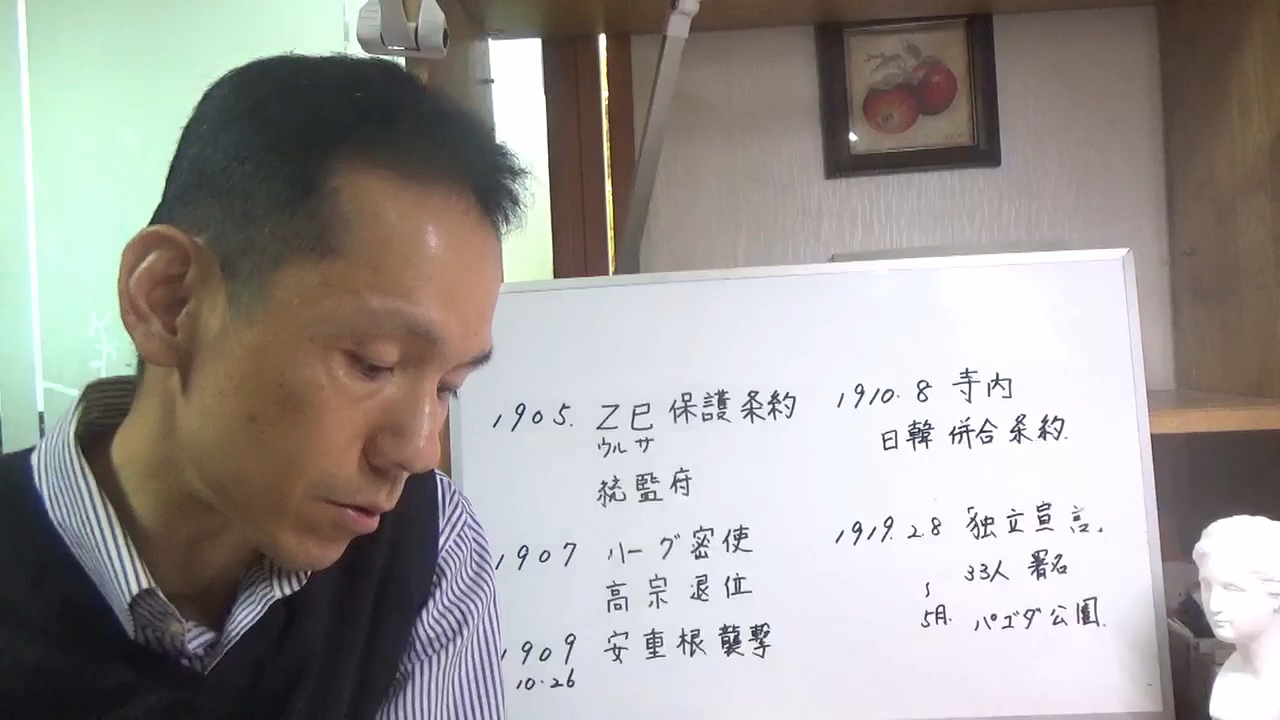 1905. 乙巳 保護条約
ウルサ
統監府
1907 ハーグ密使
高宗退位
1909 安重根襲撃
10.26
1910.8 寺内
日韓併合条約.
1919.2.8 「独立宣言」
33人 署名
5月. パゴダ公園.